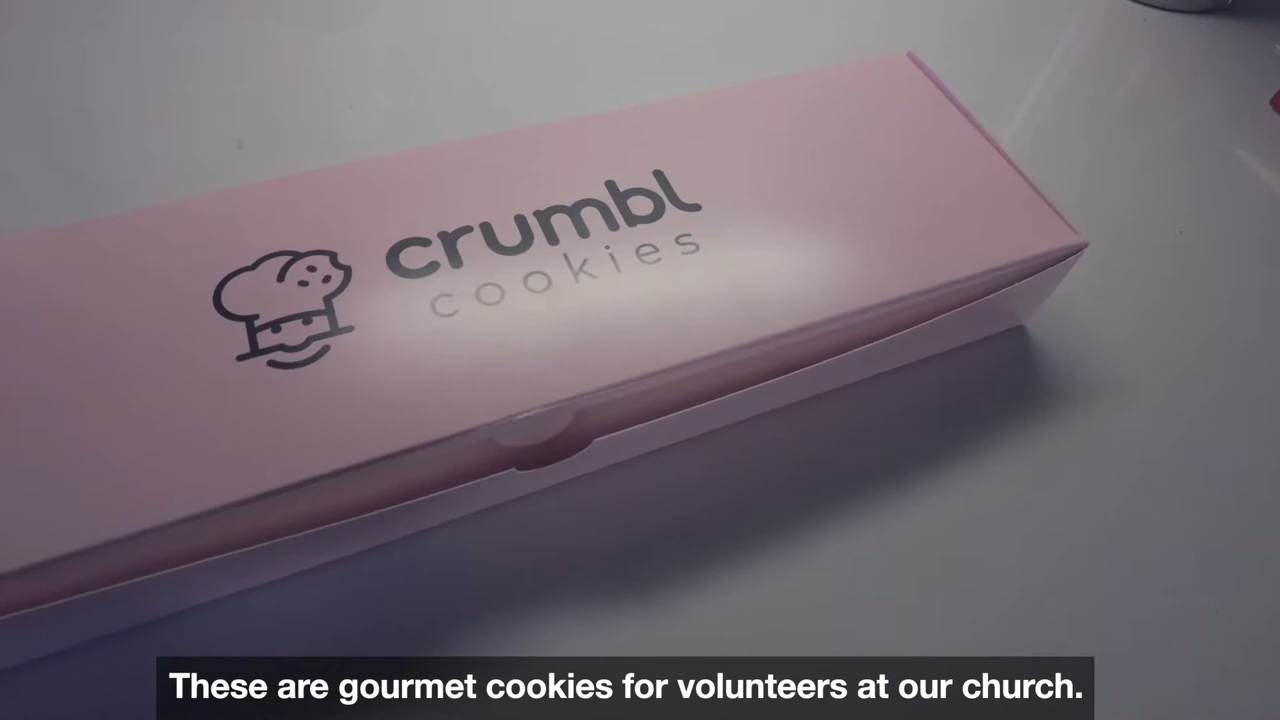 crumbl
cookies
These are gourmet cookies for volunteers at our church.